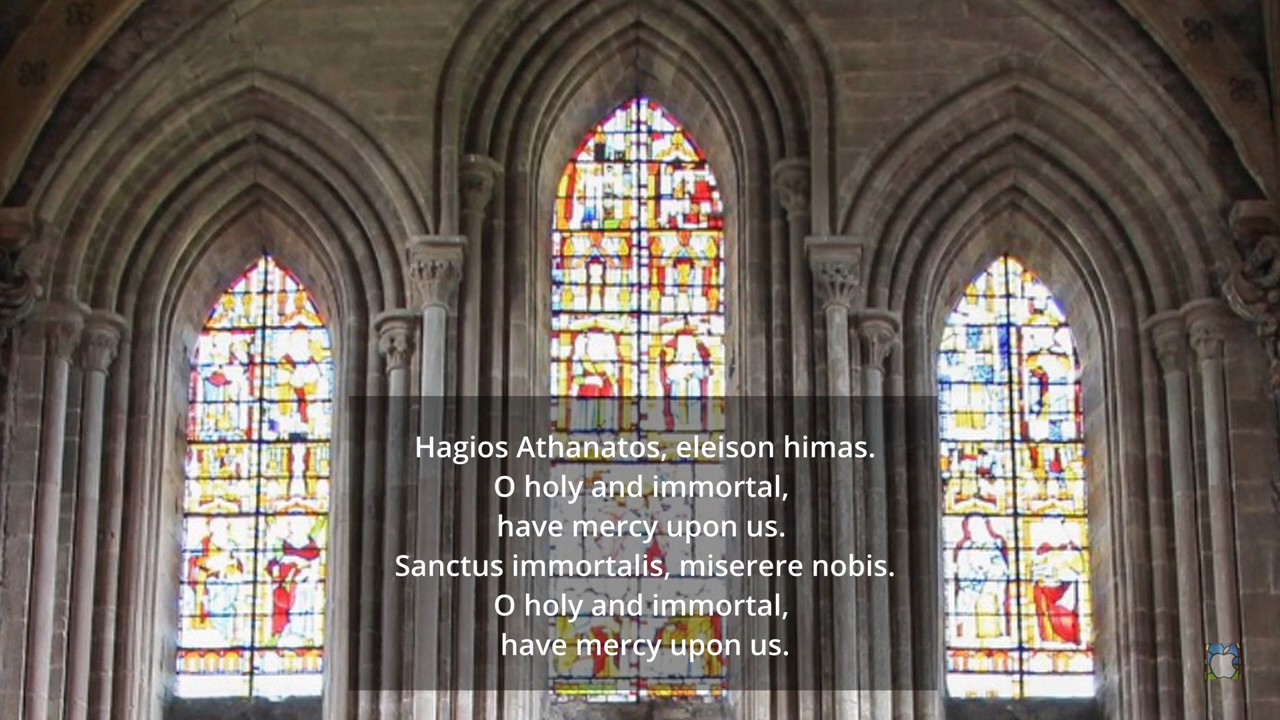 Hagios Athanatos, eleison himas.
O holy and immortal,
have mercy upon us.
Sanctus immortalis, miserere nobis.
O holy and immortal,
have mercy upon us.